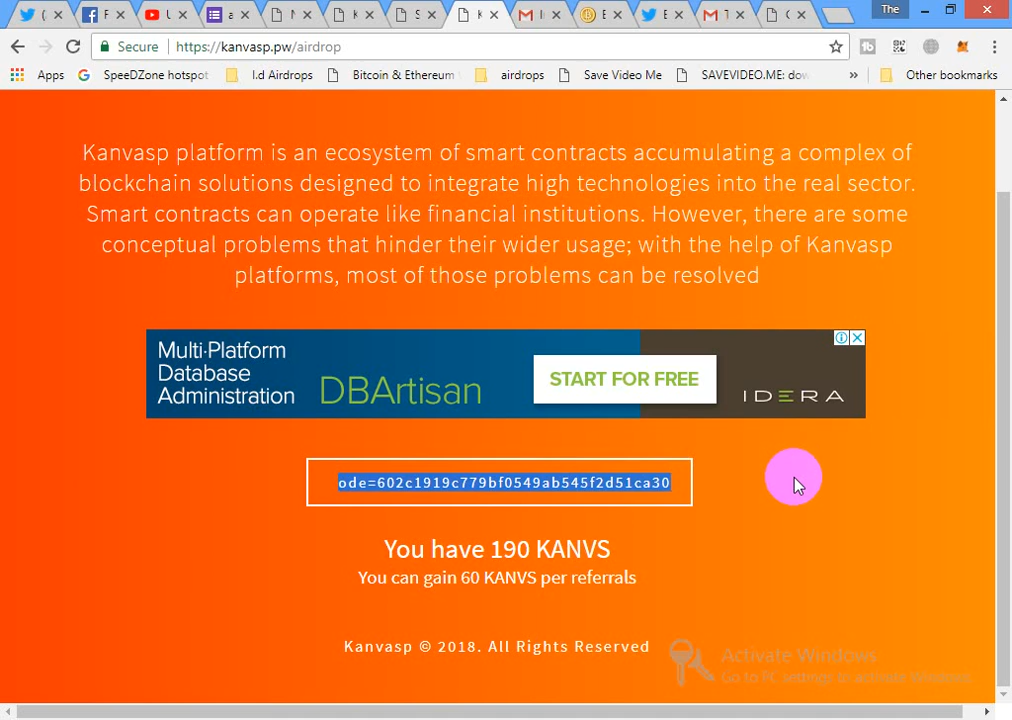 The
Secure
https://kanvasp.pw/airdrop
Apps
SpeeDZone hotspot
I.d Airdrops
Bitcoin & Ethereum
airdrops
Save Video Me
SAVEVIDEO.ME: dow
»
Other bookmarks
Kanvasp platform is an ecosystem of smart contracts accumulating a complex of
blockchain solutions designed to integrate high technologies into the real sector.
Smart contracts can operate like financial institutions. However, there are some
conceptual problems that hinder their wider usage; with the help of Kanvasp
platforms, most of those problems can be resolved
Multi-Platform
Database
Administration
DBArtisan
START FOR FREE
IDERA
ode=602c1919c779bf0549ab545f2d51ca30
You have 190 KANVS
You can gain 60 KANVS per referrals
Kanvasp © 2018. All Rights Reserved
Activate Windows
Go to PC settings to activate Windows.